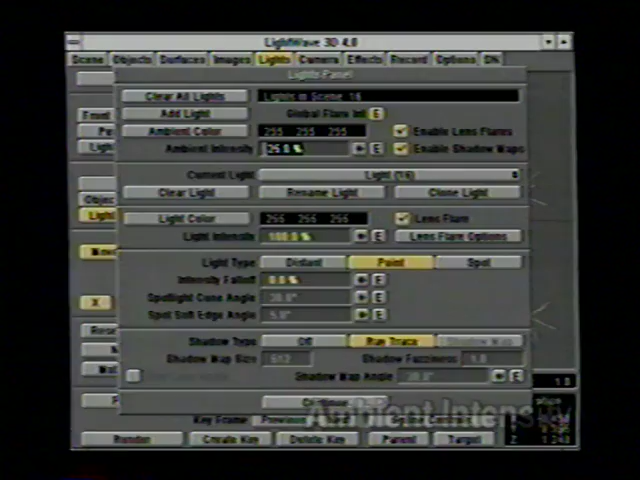 LightWave 3D 4.0
Scene Objects Surfaces Images Lights Camera Effects Record Options
Lights Panel
Clear All Lights Lights in Scene 16
Add Light Global Flare Int E
Ambient Color 255 255 255 Enable Lens Flares
Ambient Intensity 25.0 % E Enable Shadow Maps
Current Light Light (16)
Clear Light Rename Light Clone Light
Light Color 255 255 255 Lens Flare
Light Intensity 100.0 % E Lens Flare Options
Light Type Distant Point Spot
Intensity Falloff 0.0 % E
Spotlight Cone Angle 30.0° E
Spot Soft Edge Angle 5.0° E
Shadow Type Off Ray Trace Shadow Map
Shadow Map Size 512 Shadow Fuzziness 1.0
Shadow Map Angle E
Continue
Ambient Intensity
Key Frame Previous
Render Create Key Delete Key Parent Target